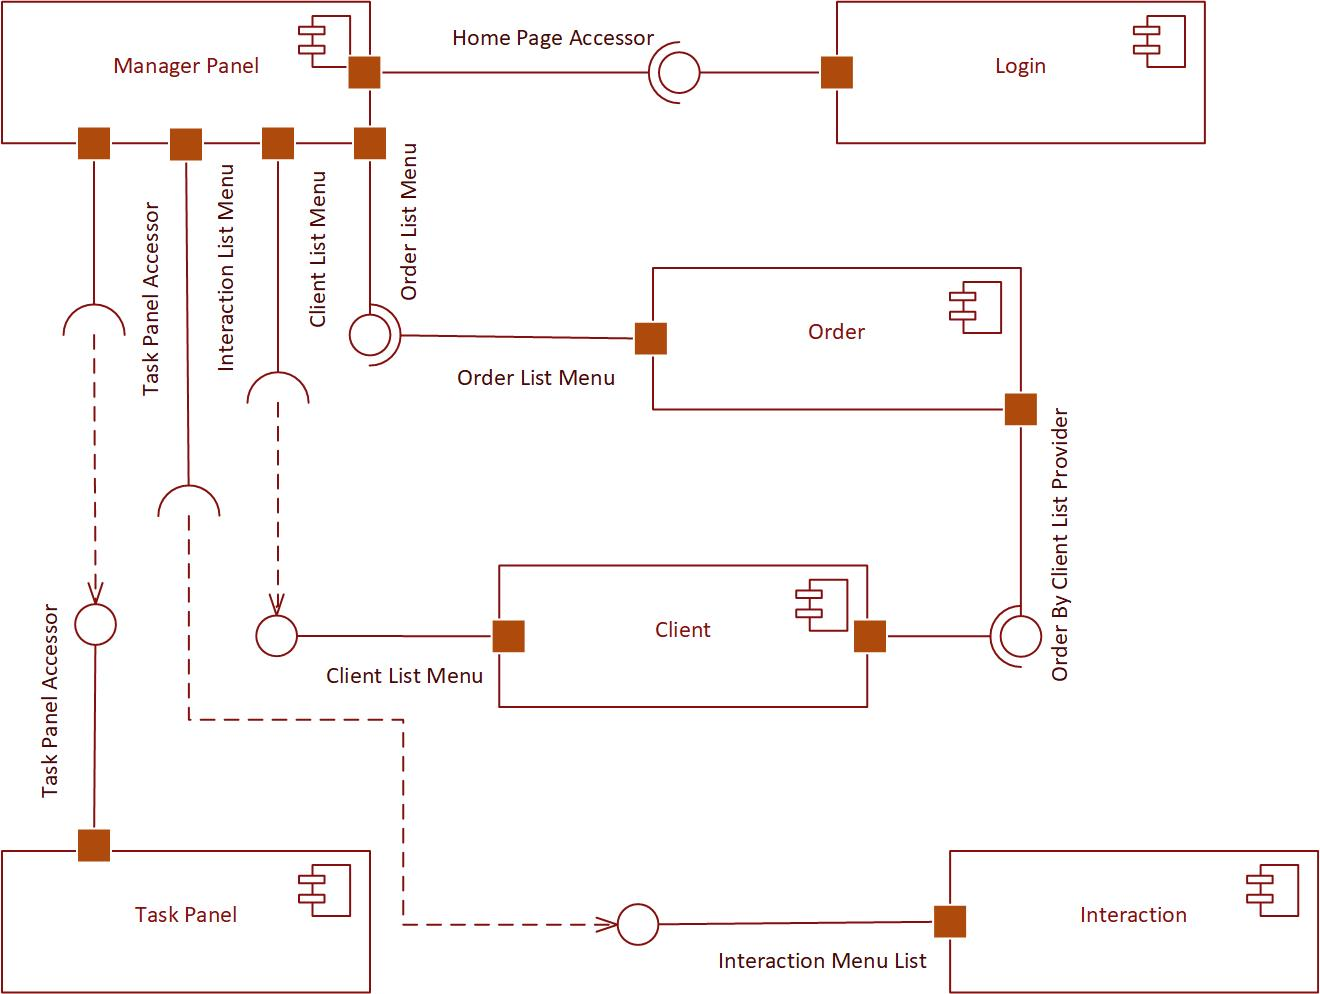 Home Page Accessor
Manager Panel
Login
Task Panel Accessor
Interaction List Menu
Client List Menu
Order List Menu
Order
Order List Menu
Order By Client List Provider
Client
Client List Menu
Task Panel Accessor
Task Panel
Interaction
Interaction Menu List